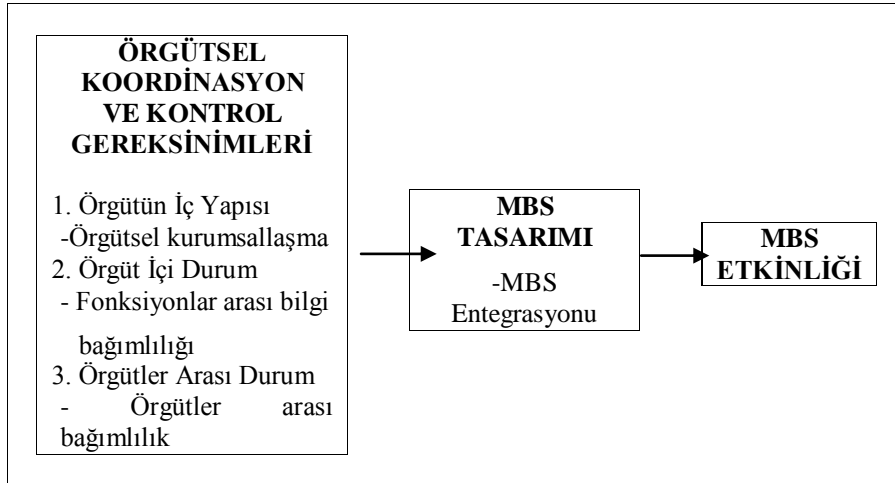 ÖRGÜTSEL
KOORDİNASYON
VE KONTROL
GEREKSİNİMLERİ
1. Örgütün İç Yapısı
-Örgütsel kurumsallaşma
2. Örgüt İçi Durum
- Fonksiyonlar arası bilgi
bağımlılığı
3. Örgütler Arası Durum
- Örgütler arası
bağımlılık
MBS
TASARIMI
-MBS
Entegrasyonu
MBS
ETKİNLİĞİ